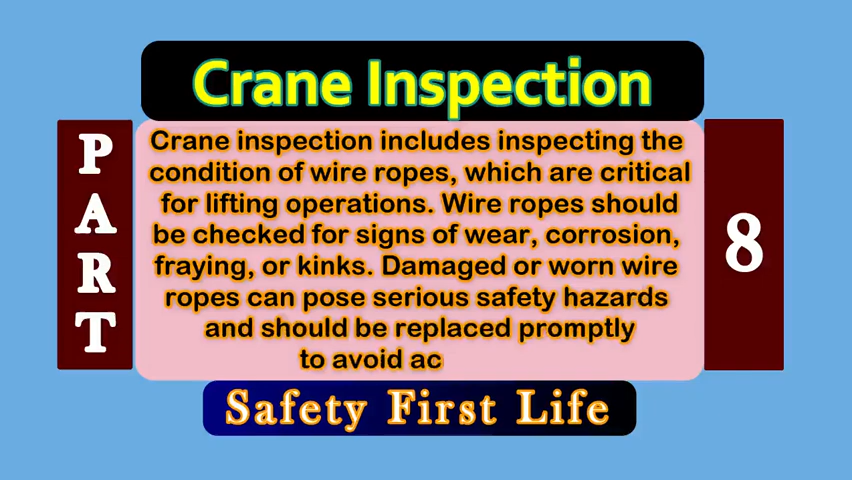 Crane Inspection
PART
Crane inspection includes inspecting the
condition of wire ropes, which are critical
for lifting operations. Wire ropes should
be checked for signs of wear, corrosion,
fraying, or kinks. Damaged or worn wire
ropes can pose serious safety hazards
and should be replaced promptly
to avoid ac
8
Safety First Life